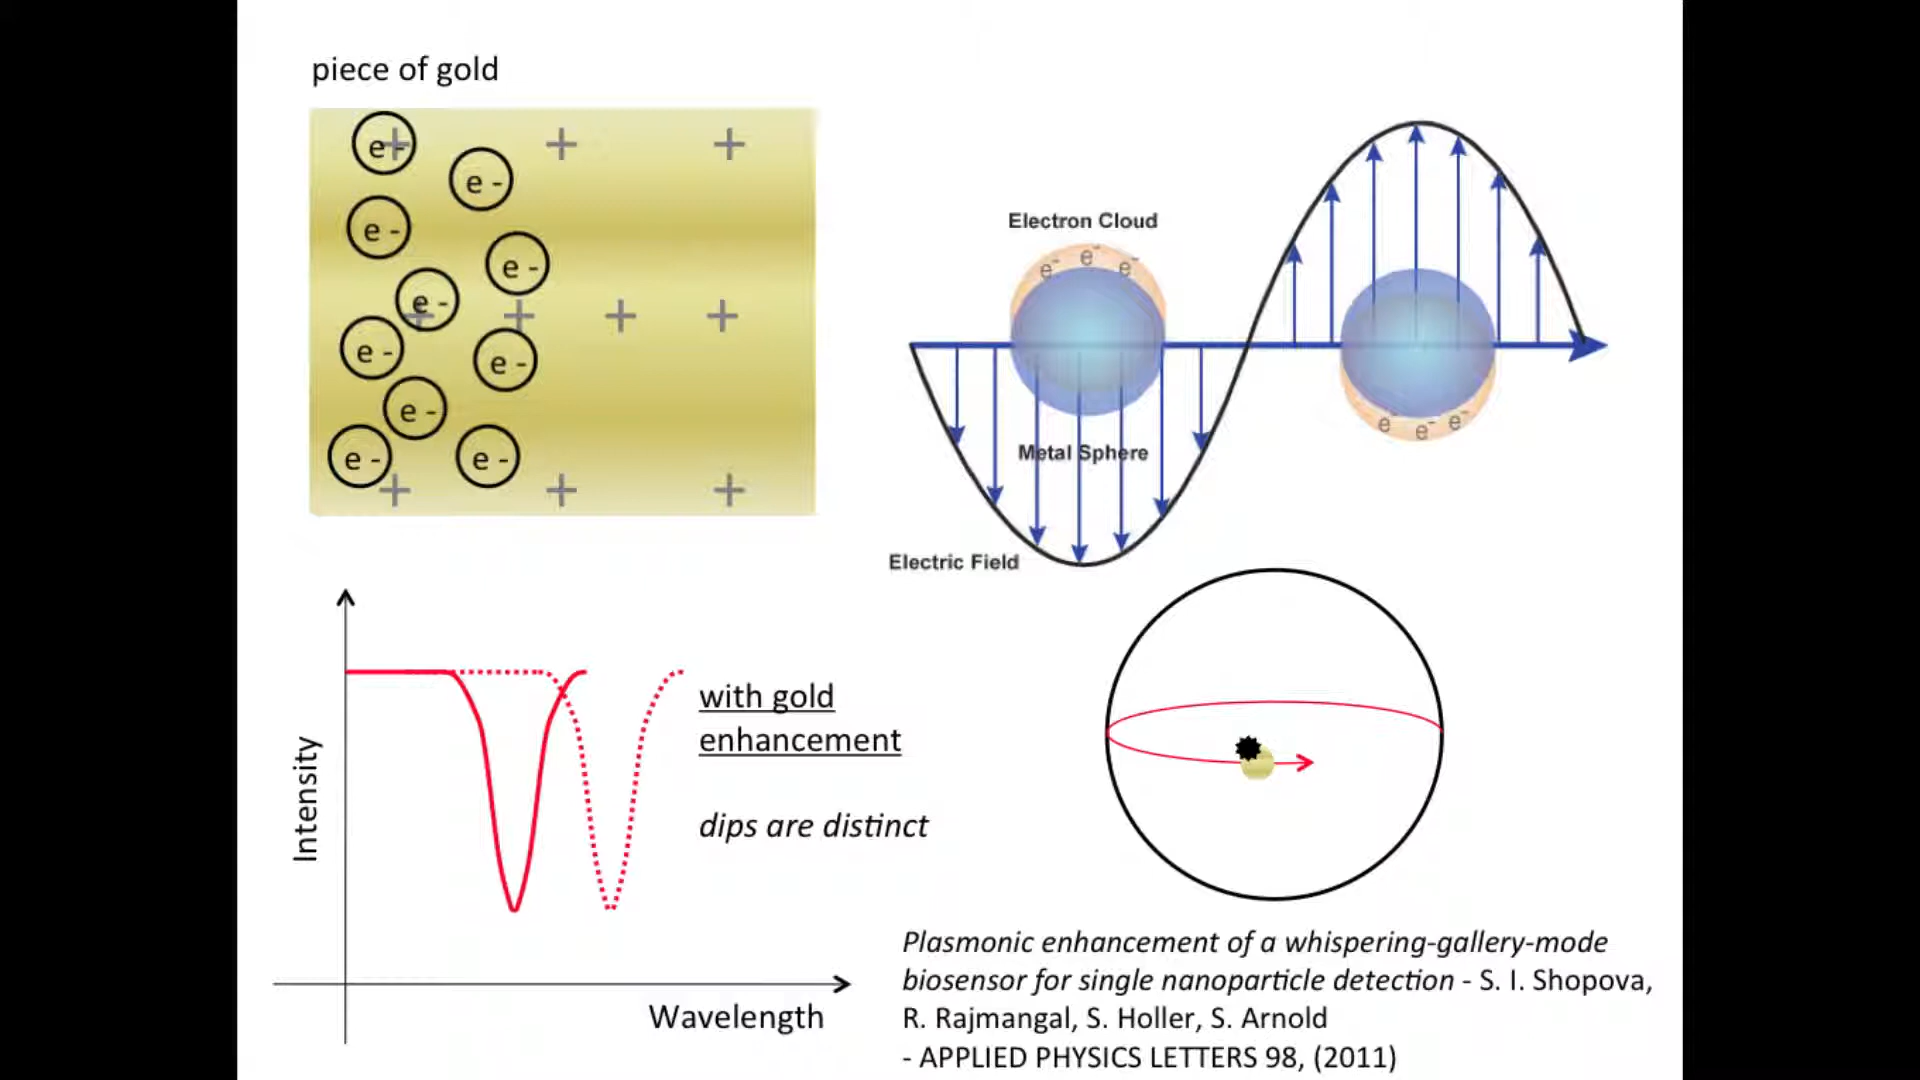 piece of gold
e -
e -
e -
e -
e -
e -
e -
e -
e -
e -
+ + +
+ + + +
+ + +
Electron Cloud
e- e- e-
Metal Sphere
e- e- e-
Electric Field
Intensity
with gold
enhancement
dips are distinct
Wavelength
Plasmonic enhancement of a whispering-gallery-mode
biosensor for single nanoparticle detection - S. I. Shopova,
R. Rajmangal, S. Holler, S. Arnold
- APPLIED PHYSICS LETTERS 98, (2011)